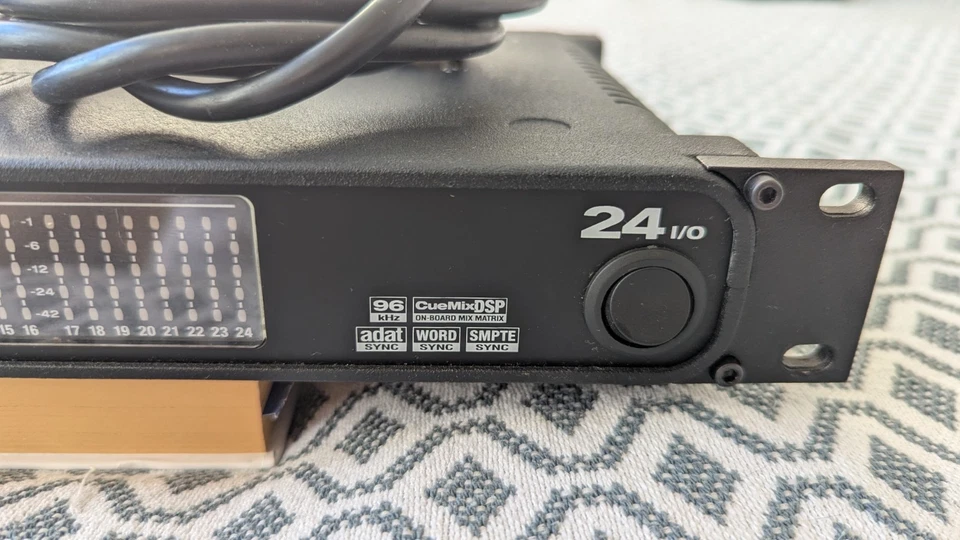 -1
-6
-12
-24
-42
15 16 17 18 19 20 21 22 23 24
24 I/O
96 kHz
CueMixDSP
ON-BOARD MIX MATRIX
adat SYNC
WORD SYNC
SMPTE SYNC